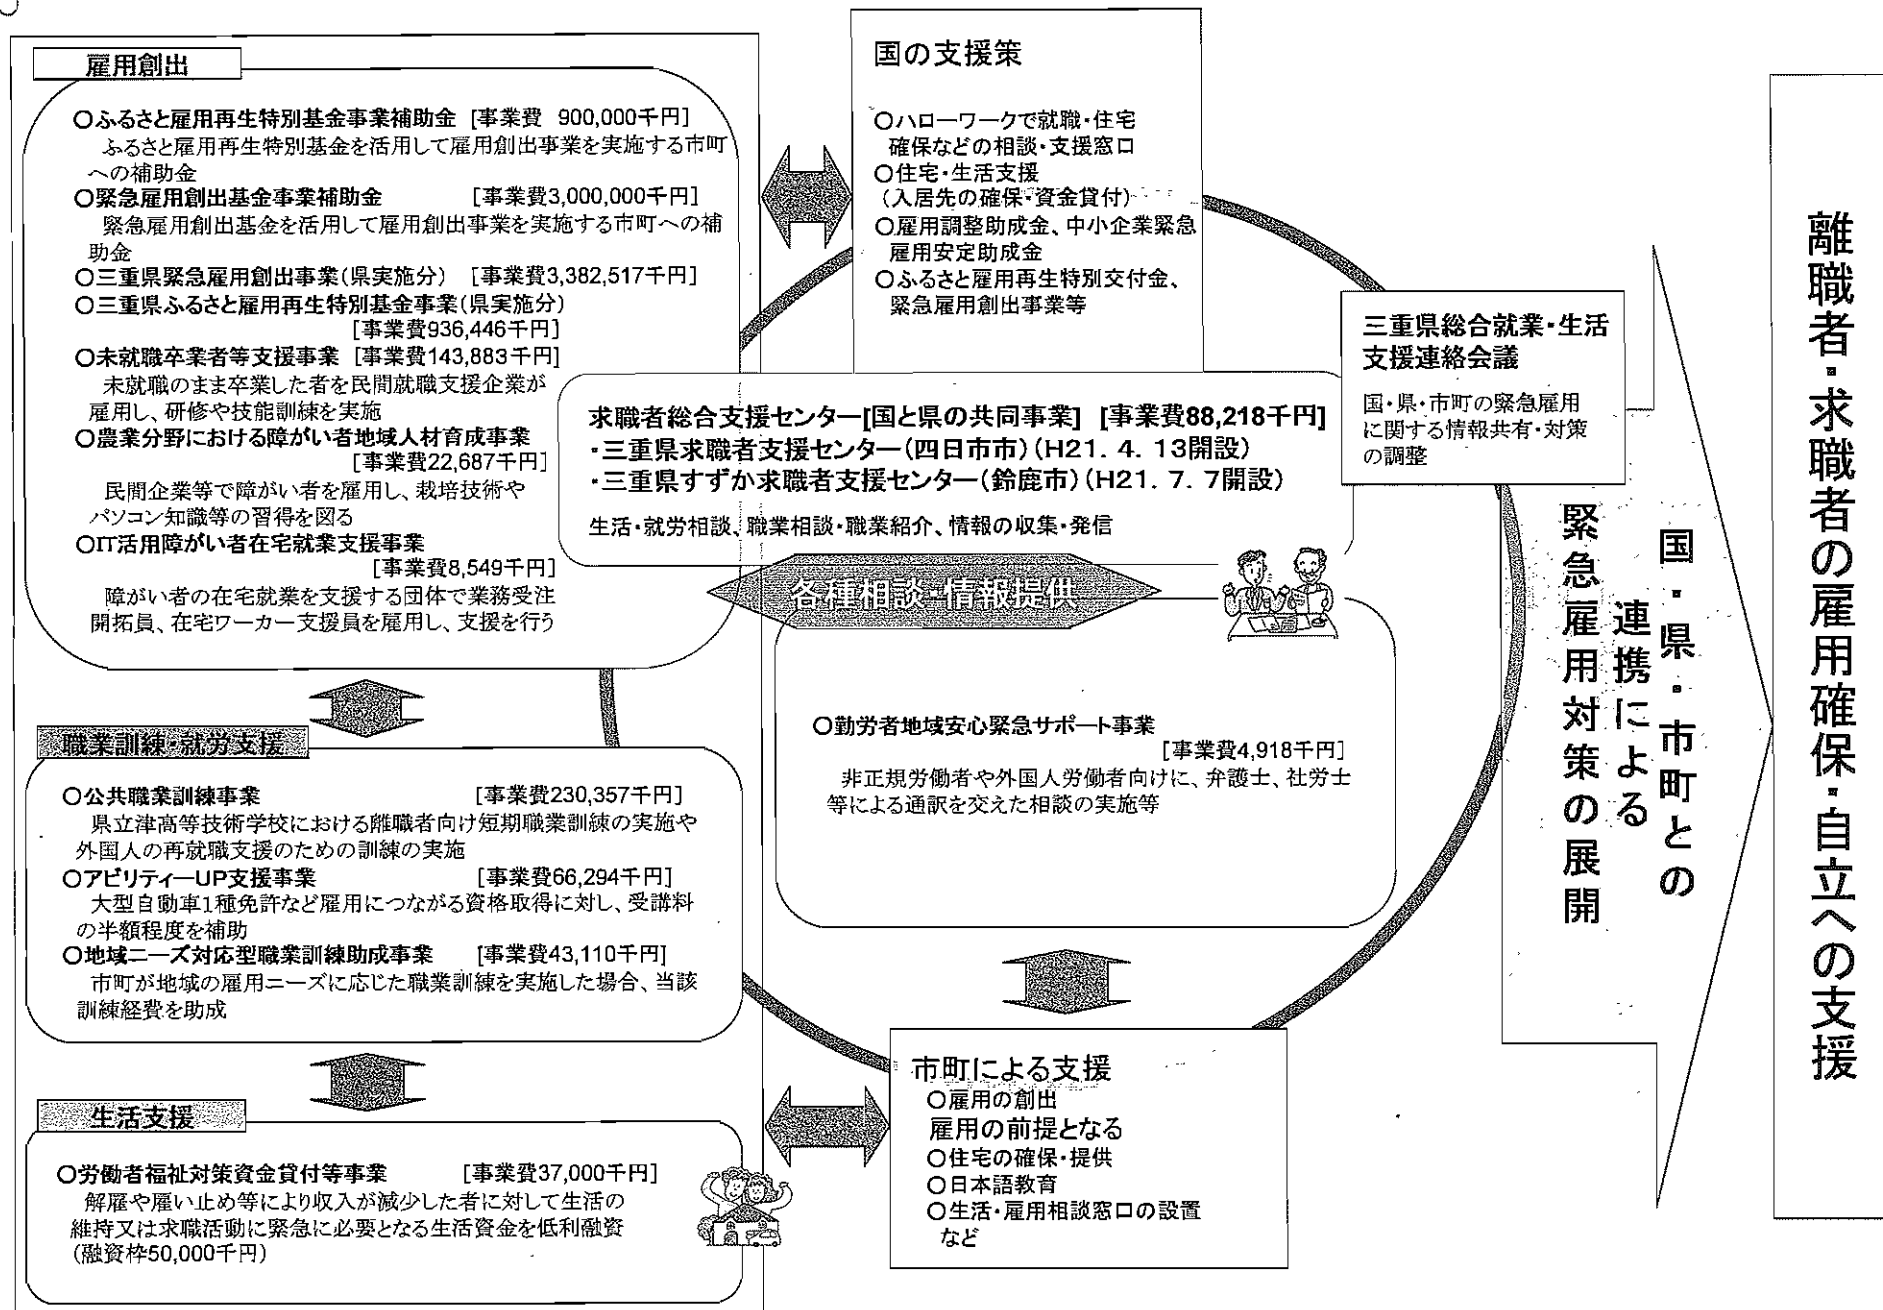 雇用創出
○ふるさと雇用再生特別基金事業補助金 [事業費 900,000千円]
ふるさと雇用再生特別基金を活用して雇用創出事業を実施する市町
への補助金
○緊急雇用創出基金事業補助金 [事業費3,000,000千円]
緊急雇用創出基金を活用して雇用創出事業を実施する市町への補
助金
○三重県緊急雇用創出事業(県実施分) [事業費3,382,517千円]
○三重県ふるさと雇用再生特別基金事業(県実施分)
[事業費936,446千円]
○未就職卒業者等支援事業 [事業費143,883千円]
未就職のまま卒業した者を民間就職支援企業が
雇用し、研修や技能訓練を実施
○農業分野における障がい者地域人材育成事業
[事業費22,687千円]
民間企業等で障がい者を雇用し、栽培技術や
パソコン知識等の習得を図る
○IT活用障がい者在宅就業支援事業
[事業費8,549千円]
障がい者の在宅就業を支援する団体で業務受注
開拓員、在宅ワーカー支援員を雇用し、支援を行う
職業訓練・就労支援
○公共職業訓練事業 [事業費230,357千円]
県立津高等技術学校における離職者向け短期職業訓練の実施や
外国人の再就職支援のための訓練の実施
○アビリティーUP支援事業 [事業費66,294千円]
大型自動車1種免許など雇用につながる資格取得に対し、受講料
の半額程度を補助
○地域ニーズ対応型職業訓練助成事業 [事業費43,110千円]
市町が地域の雇用ニーズに応じた職業訓練を実施した場合、当該
訓練経費を助成
生活支援
○労働者福祉対策資金貸付等事業 [事業費37,000千円]
解雇や雇い止め等により収入が減少した者に対して生活の
維持又は求職活動に緊急に必要となる生活資金を低利融資
(融資枠50,000千円)
国の支援策
○ハローワークで就職・住宅
確保などの相談・支援窓口
○住宅・生活支援
(入居先の確保・資金貸付)
○雇用調整助成金、中小企業緊急
雇用安定助成金
○ふるさと雇用再生特別交付金、
緊急雇用創出事業等
求職者総合支援センター[国と県の共同事業] [事業費88,218千円]
・三重県求職者支援センター(四日市市)(H21.4.13開設)
・三重県すずか求職者支援センター(鈴鹿市)(H21.7.7開設)
生活・就労相談、職業相談・職業紹介、情報の収集・発信
各種相談・情報提供
○勤労者地域安心緊急サポート事業
[事業費4,918千円]
非正規労働者や外国人労働者向けに、弁護士、社労士
等による通訳を交えた相談の実施等
市町による支援
○雇用の創出
雇用の前提となる
○住宅の確保・提供
○日本語教育
○生活・雇用相談窓口の設置
など
三重県総合就業・生活
支援連絡会議
国・県・市町の緊急雇用
に関する情報共有・対策
の調整
国・県・市町との
連携による
緊急雇用対策の展開
離職者・求職者の雇用確保・自立への支援